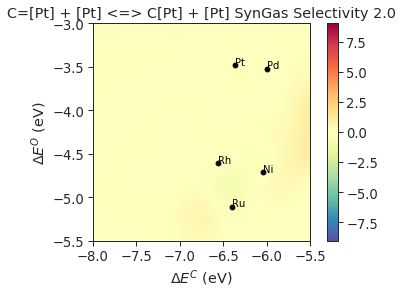 C=[Pt] + [Pt] <=> C[Pt] + [Pt] SynGas Selectivity 2.0
−3.0
−3.5
−4.0
−4.5
−5.0
−5.5
ΔE^O (eV)
Pt
Pd
Rh
Ni
Ru
−8.0 −7.5 −7.0 −6.5 −6.0 −5.5
ΔE^C (eV)
7.5
5.0
2.5
0.0
−2.5
−5.0
−7.5